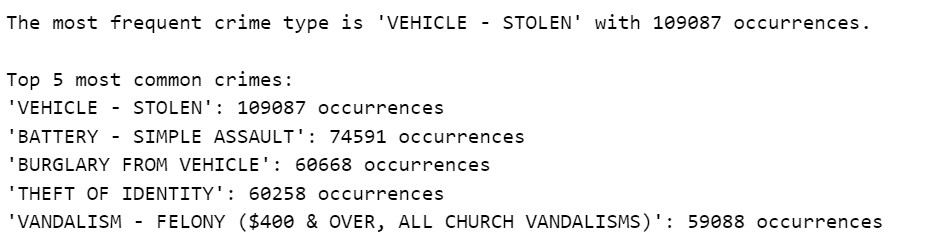 The most frequent crime type is 'VEHICLE - STOLEN' with 109087 occurrences.
Top 5 most common crimes:
'VEHICLE - STOLEN': 109087 occurrences
'BATTERY - SIMPLE ASSAULT': 74591 occurrences
'BURGLARY FROM VEHICLE': 60668 occurrences
'THEFT OF IDENTITY': 60258 occurrences
'VANDALISM - FELONY ($400 & OVER, ALL CHURCH VANDALISMS)': 59088 occurrences